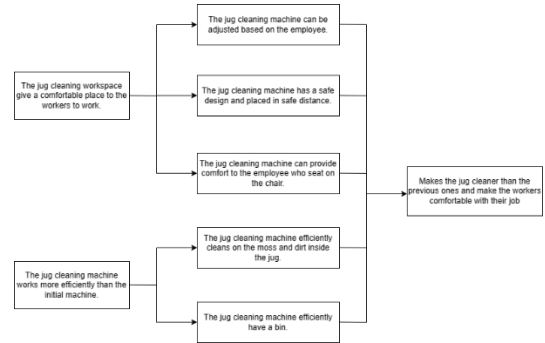 The jug cleaning machine can be
adjusted based on the employee.
The jug cleaning workspace
give a comfortable place to the
workers to work.
The jug cleaning machine has a safe
design and placed in safe distance.
The jug cleaning machine can provide
comfort to the employee who seat on
the chair.
Makes the jug cleaner than the
previous ones and make the workers
comfortable with their job
The jug cleaning machine efficiently
cleans on the moss and dirt inside
the jug.
The jug cleaning machine
works more efficiently than the
initial machine.
The jug cleaning machine efficiently
have a bin.